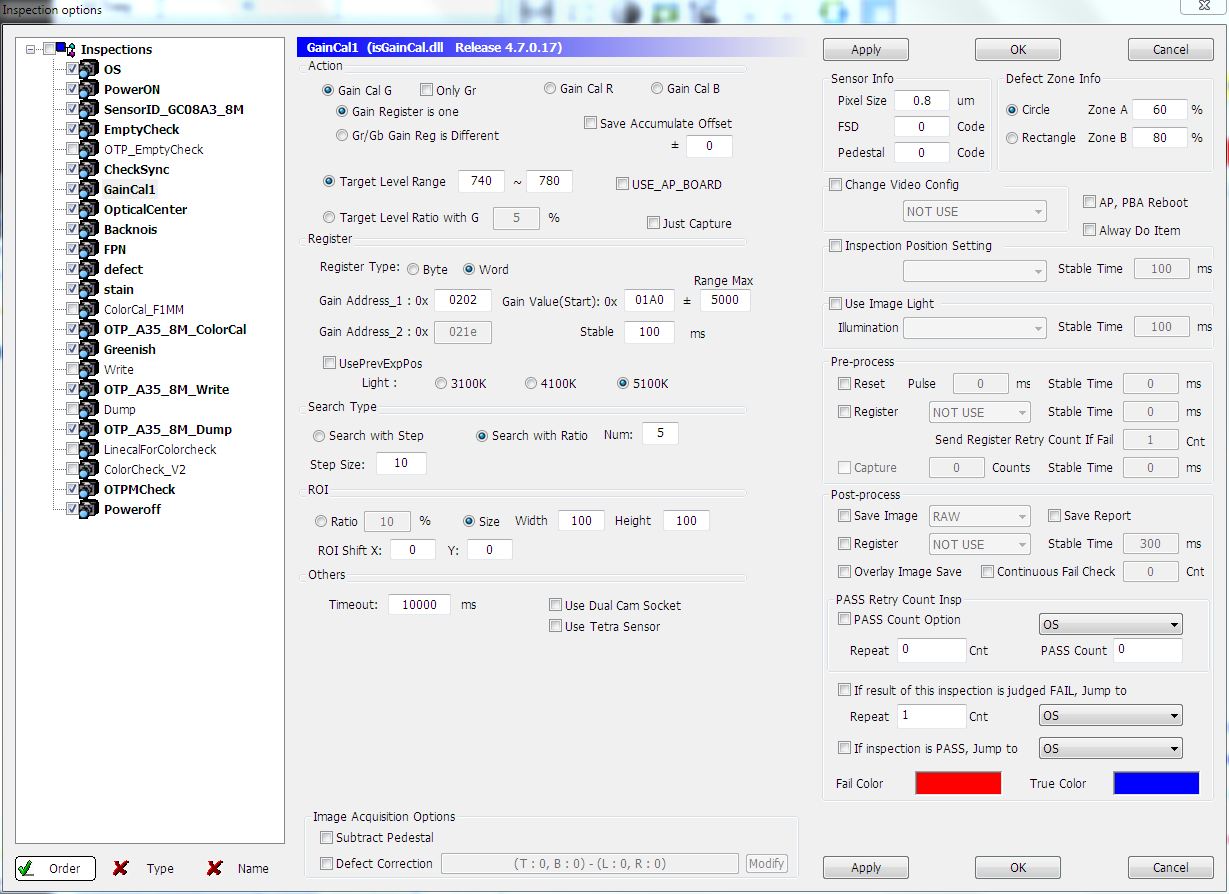 Inspection options
Inspections
OS
PowerON
SensorID_GC08A3_8M
EmptyCheck
OTP_EmptyCheck
CheckSync
GainCal1
OpticalCenter
Backnois
FPN
defect
stain
ColorCal_F1MM
OTP_A35_8M_ColorCal
Greenish
Write
OTP_A35_8M_Write
Dump
OTP_A35_8M_Dump
LinecalForColorcheck
ColorCheck_V2
OTPMCheck
Poweroff
Order Type Name
GainCal1 (isGainCal.dll Release 4.7.0.17)
Action
Gain Cal G Only Gr Gain Cal R Gain Cal B
Gain Register is one
Save Accumulate Offset
Gr/Gb Gain Reg is Different
± 0
Target Level Range 740 ~ 780 USE_AP_BOARD
Target Level Ratio with G 5 % Just Capture
Register
Register Type: Byte Word
Range Max
Gain Address_1 : 0x 0202 Gain Value(Start): 0x 01A0 ± 5000
Gain Address_2 : 0x 021e Stable 100 ms
UsePrevExpPos
Light : 3100K 4100K 5100K
Search Type
Search with Step Search with Ratio Num: 5
Step Size: 10
ROI
Ratio 10 % Size Width 100 Height 100
ROI Shift X: 0 Y: 0
Others
Timeout: 10000 ms Use Dual Cam Socket
Use Tetra Sensor
Image Acquisition Options
Subtract Pedestal
Defect Correction (T : 0, B : 0) - (L : 0, R : 0) Modify
Apply OK Cancel
Sensor Info
Pixel Size 0.8 um
FSD 0 Code
Pedestal 0 Code
Defect Zone Info
Circle Zone A 60 %
Rectangle Zone B 80 %
Change Video Config
NOT USE
AP, PBA Reboot
Alway Do Item
Inspection Position Setting
Stable Time 100 ms
Use Image Light
Illumination Stable Time 100 ms
Pre-process
Reset Pulse 0 ms Stable Time 0 ms
Register NOT USE Stable Time 0 ms
Send Register Retry Count If Fail 1 Cnt
Capture 0 Counts Stable Time 0 ms
Post-process
Save Image RAW Save Report
Register NOT USE Stable Time 300 ms
Overlay Image Save Continuous Fail Check 0 Cnt
PASS Retry Count Insp
PASS Count Option OS
Repeat 0 Cnt PASS Count 0
If result of this inspection is judged FAIL, Jump to
Repeat 1 Cnt OS
If inspection is PASS, Jump to OS
Fail Color True Color
Apply OK Cancel